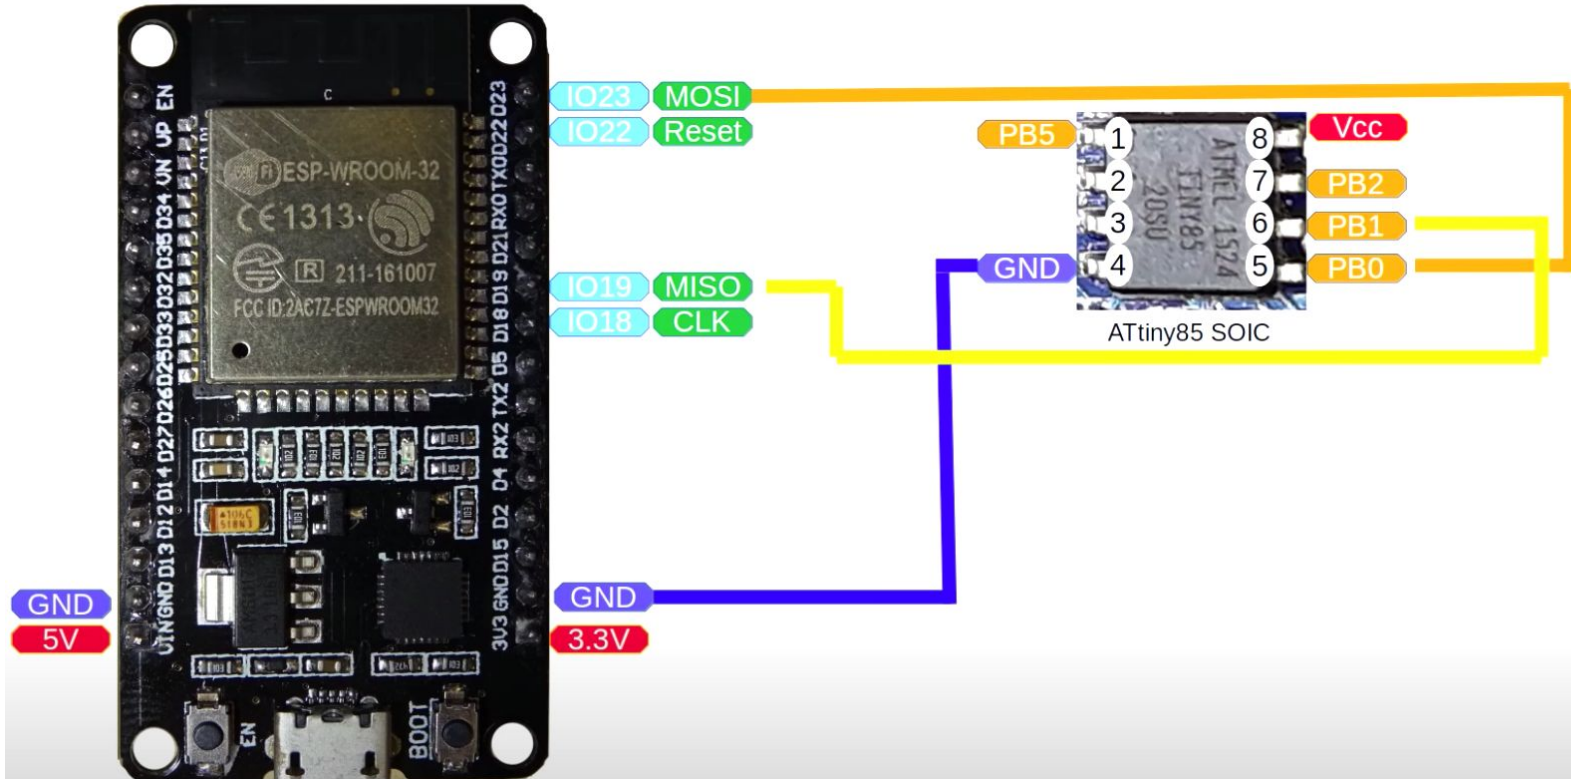 EN
VP
VN
D34
D35
D32
D33
D25
D26
D27
D14
D12
D13
GND
VIN
GND
5V
C
ESP-WROOM-32
Fi
CE1313
R 211-161007
FCC ID:2AC7Z-ESPWROOM32
D23
D22
TX0
RX0
D21
D19
D18
D5
TX2
RX2
D4
D2
D15
GND
3V3
EN
BOOT
IO23 MOSI
IO22 Reset
IO19 MISO
IO18 CLK
GND
3.3V
PB5 1
2
3
GND 4
ATMEL 1524
TINY85
20SU
8 Vcc
7 PB2
6 PB1
5 PB0
ATtiny85 SOIC